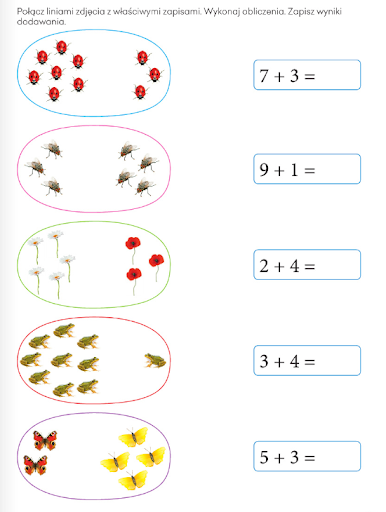 Połącz liniami zdjęcia z właściwymi zapisami. Wykonaj obliczenia. Zapisz wyniki
dodawania.
7 + 3 =
9 + 1 =
2 + 4 =
3 + 4 =
5 + 3 =